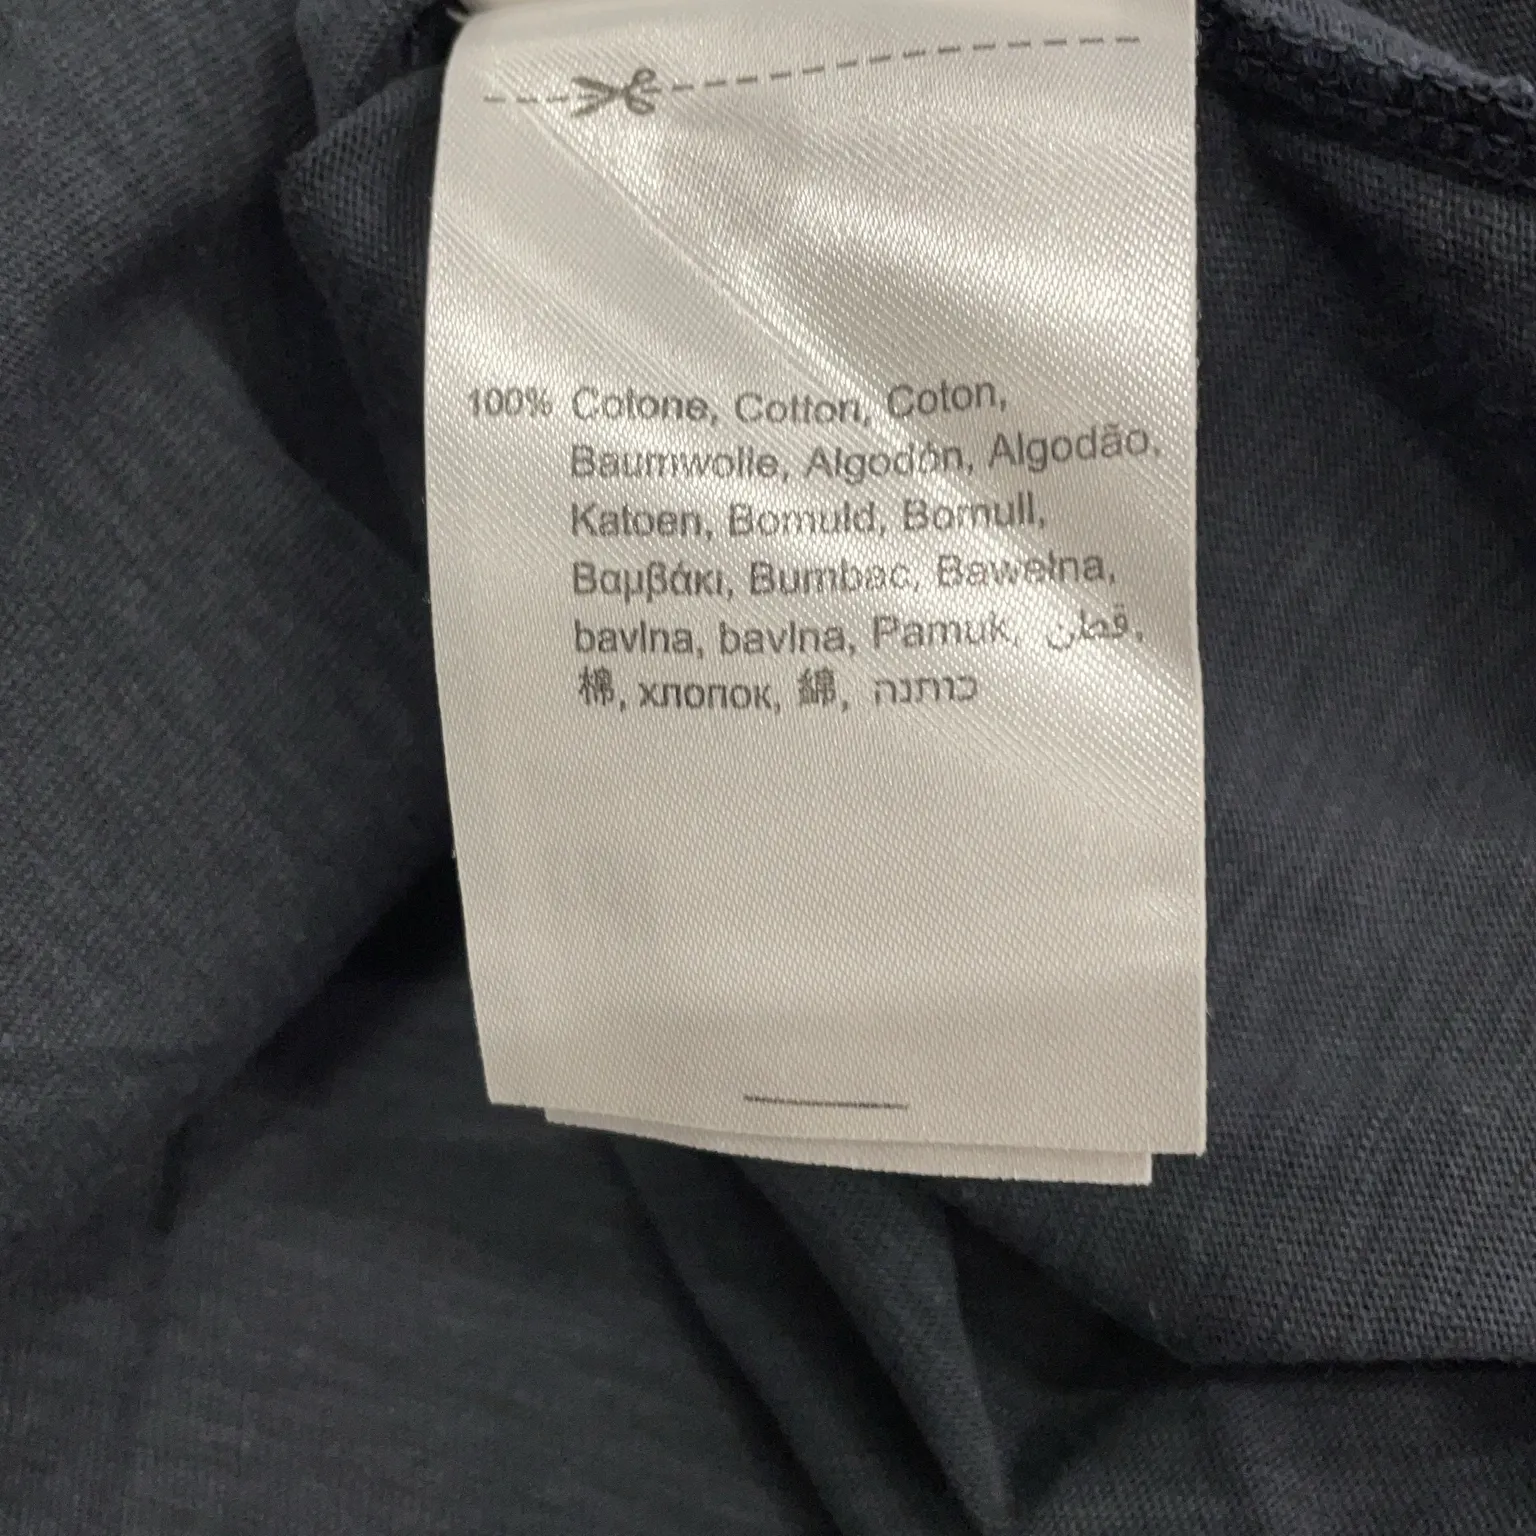 100% Cotone, Cotton, Coton,
Baumwolle, Algodón, Algodão,
Katoen, Bomuld, Bomull,
Βαμβάκι, Bumbac, Bawełna,
bavlna, bavlna, Pamuk, قطن,
棉, хлопок, 綿, כותנה